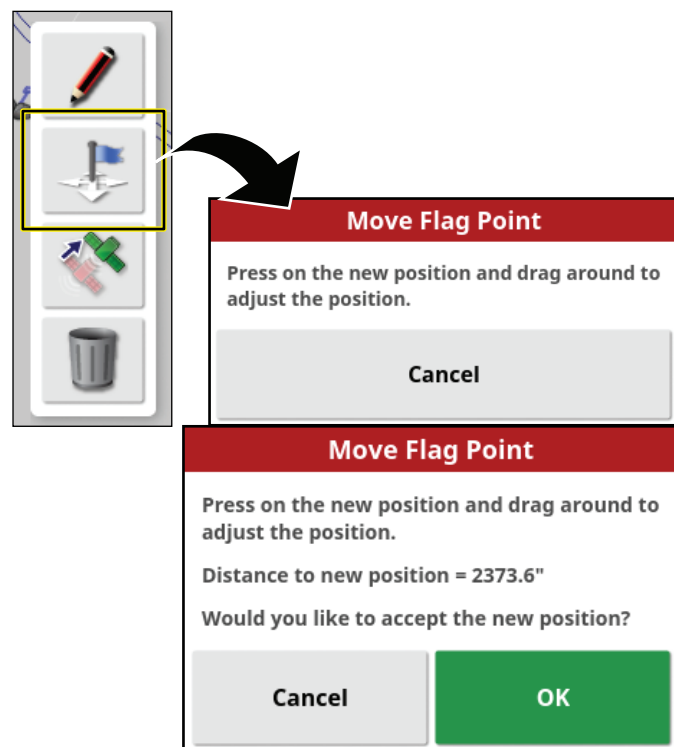 Move Flag Point
Press on the new position and drag around to
adjust the position.
Cancel
Move Flag Point
Press on the new position and drag around to
adjust the position.
Distance to new position = 2373.6"
Would you like to accept the new position?
Cancel
OK